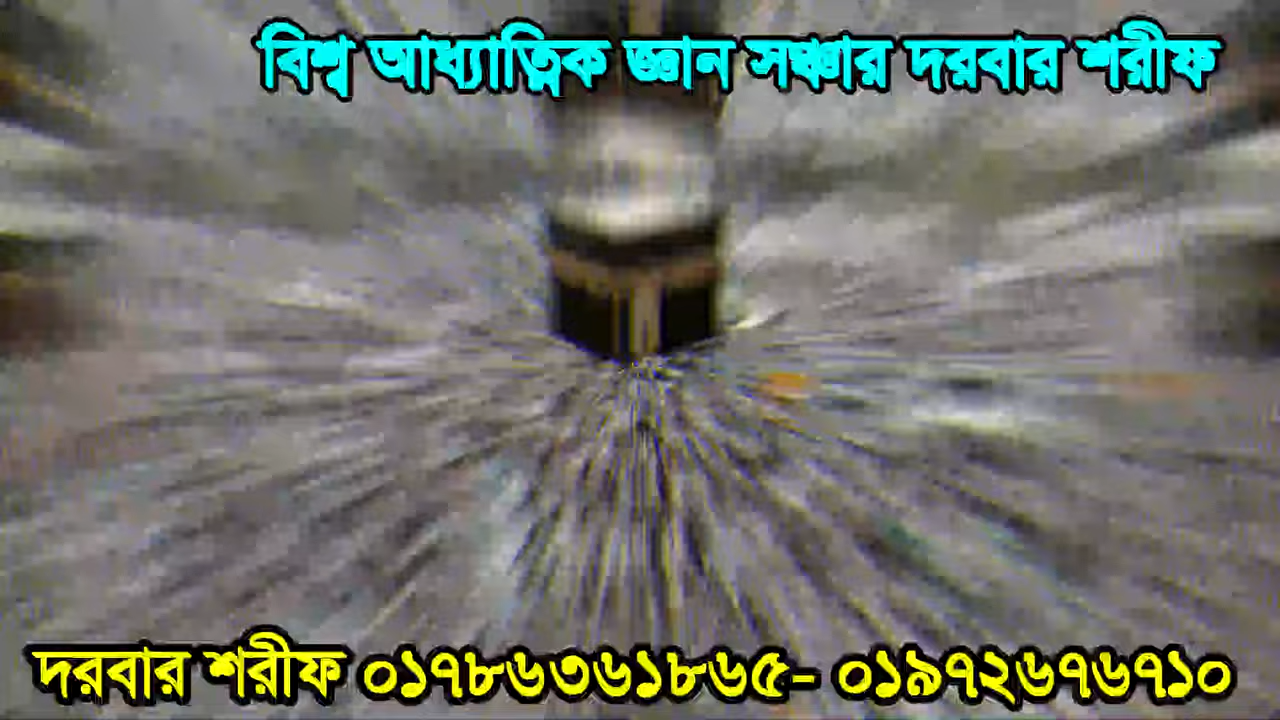 বিশ্ব আধ্যাত্নিক জ্ঞান সঞ্চার দরবার শরীফ
দরবার শরীফ ০১৭৮৬৩৬১৮৬৫- ০১৯৭২৬৭৬৭১০